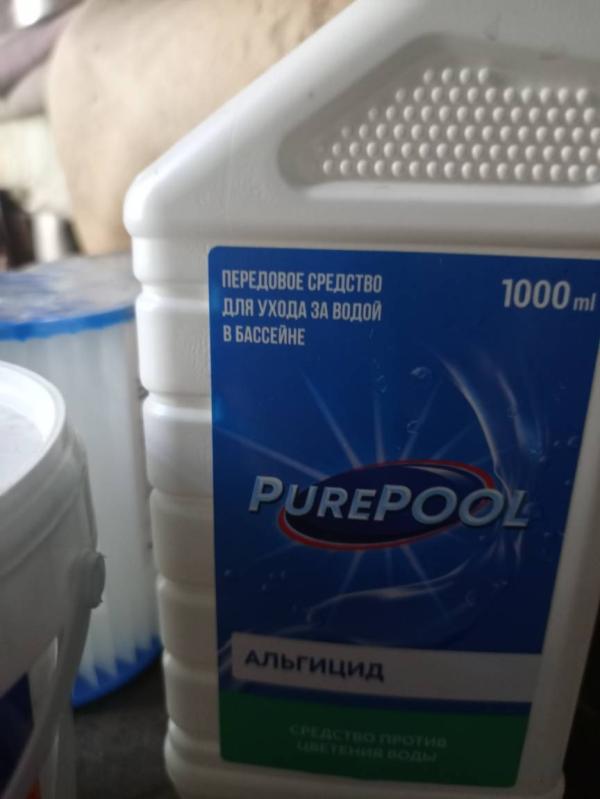 ПЕРЕДОВОЕ СРЕДСТВО
ДЛЯ УХОДА ЗА ВОДОЙ
В БАССЕЙНЕ
1000 ml
PUREPOOL
АЛЬГИЦИД
СРЕДСТВО ПРОТИВ
ЦВЕТЕНИЯ ВОДЫ